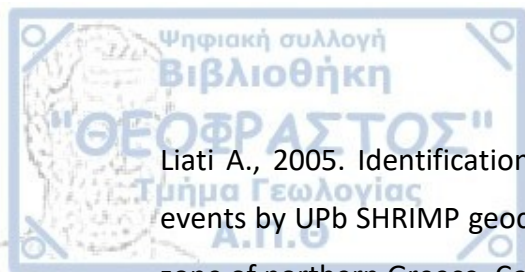 Ψηφιακή συλλογή
Βιβλιοθήκη
"ΘΕΟΦΡΑΣΤΟΣ"
Liati A., 2005. Identification
Τμήμα Γεωλογίας
events by UPb SHRIMP geoc
Α.Π.Θ
zone of northern Greece. Co